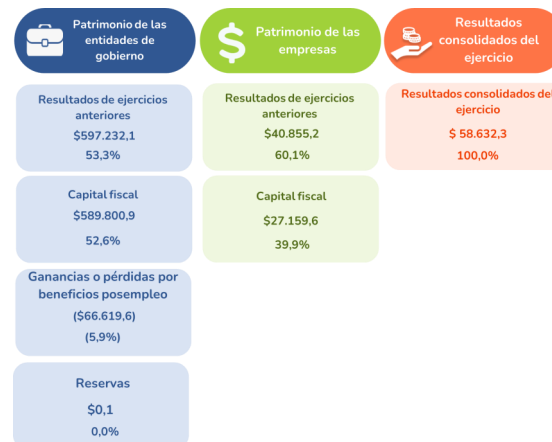 Patrimonio de las
entidades de
gobierno
Resultados de ejercicios
anteriores
$597.232,1
53,3%
Capital fiscal
$589.800,9
52,6%
Ganancias o pérdidas por
beneficios posempleo
($66.619,6)
(5,9%)
Reservas
$0,1
0,0%
Patrimonio de las
empresas
Resultados de ejercicios
anteriores
$40.855,2
60,1%
Capital fiscal
$27.159,6
39,9%
Resultados
consolidados del
ejercicio
Resultados consolidados del
ejercicio
$ 58.632,3
100,0%